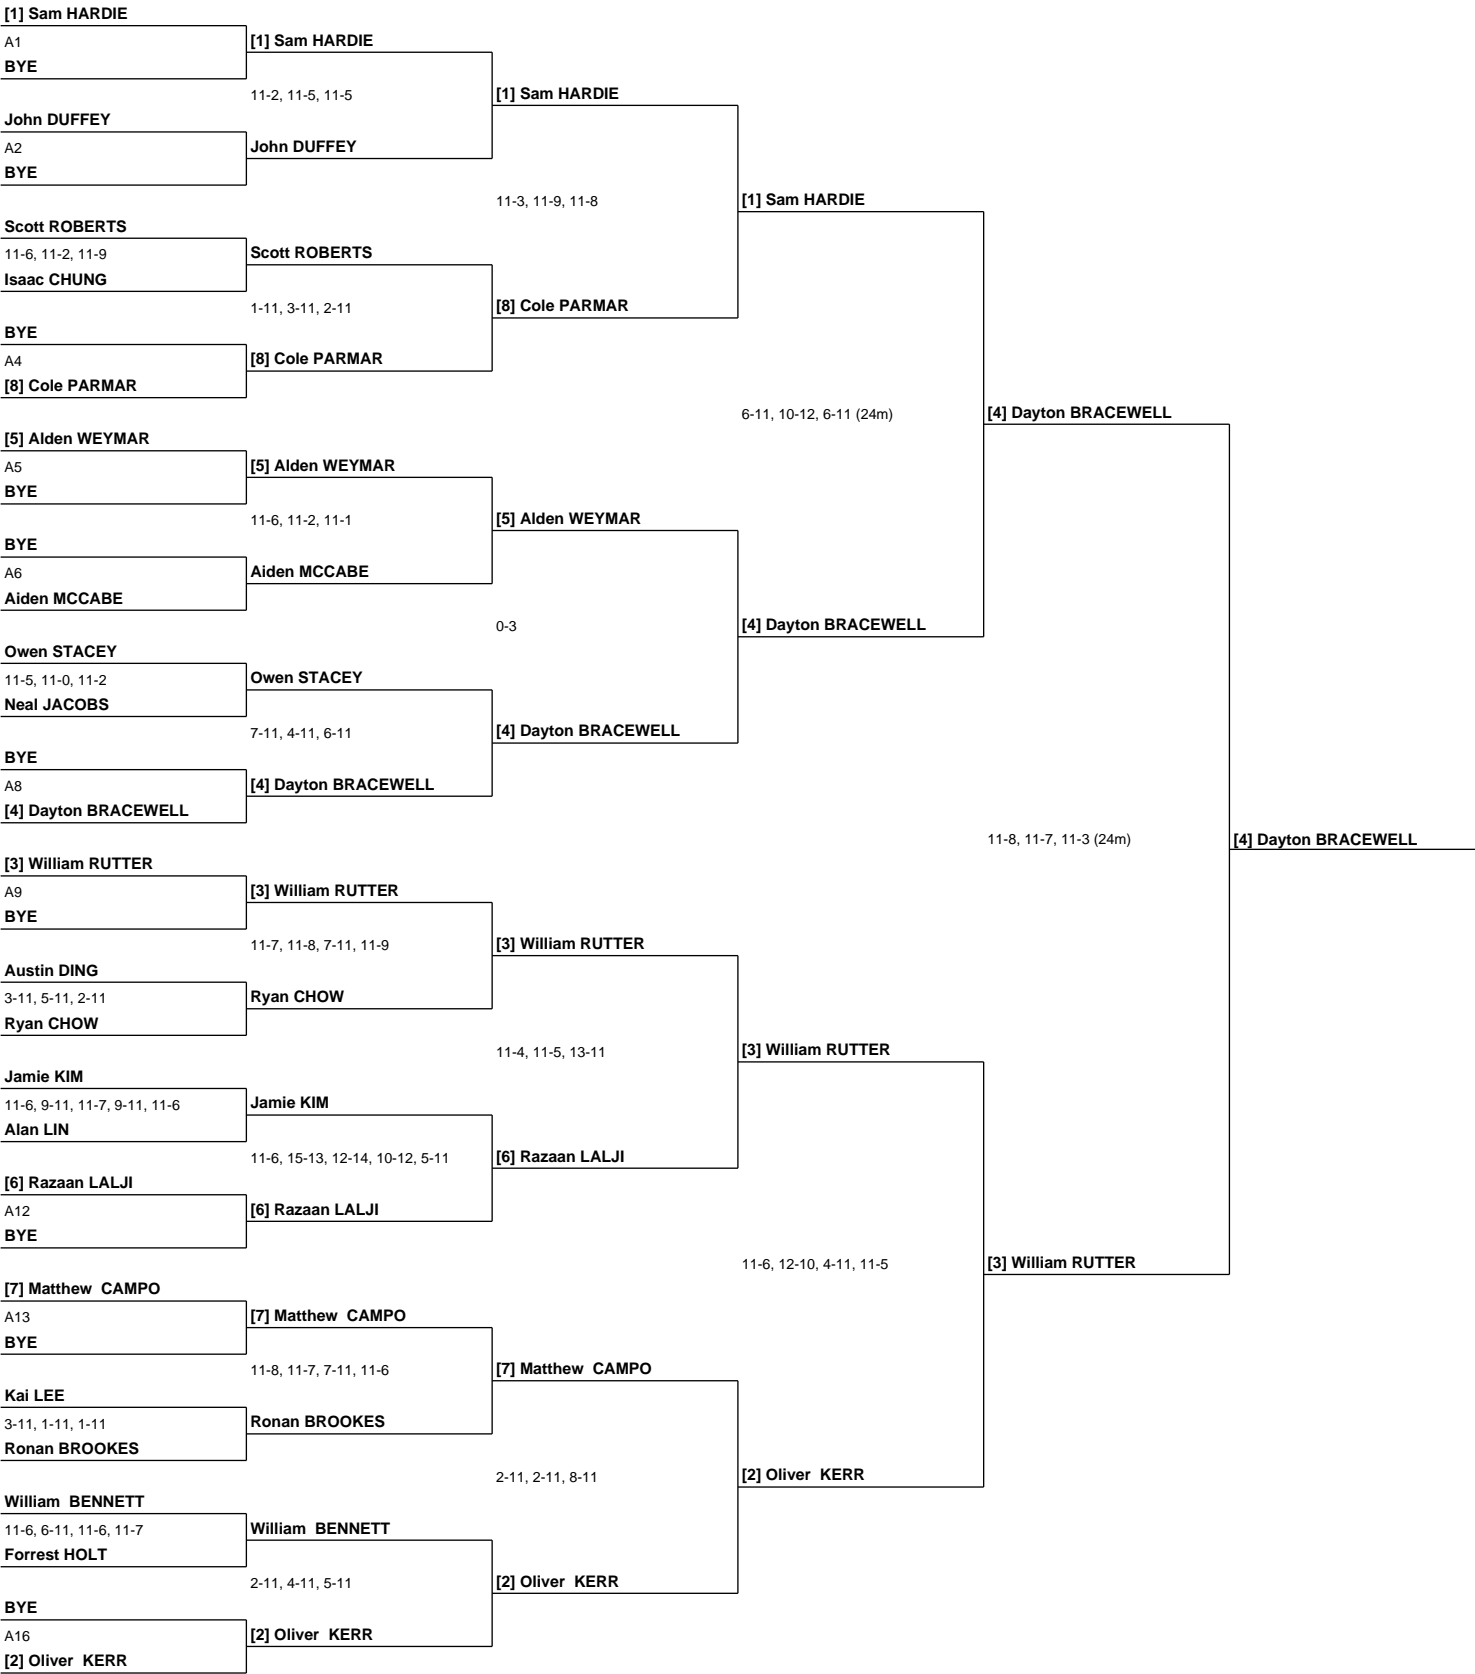 [1] Sam HARDIE
A1
[1] Sam HARDIE
BYE
11-2, 11-5, 11-5
[1] Sam HARDIE
John DUFFEY
A2
John DUFFEY
BYE
11-3, 11-9, 11-8
[1] Sam HARDIE
Scott ROBERTS
11-6, 11-2, 11-9
Scott ROBERTS
Isaac CHUNG
1-11, 3-11, 2-11
[8] Cole PARMAR
BYE
A4
[8] Cole PARMAR
[8] Cole PARMAR
6-11, 10-12, 6-11 (24m)
[4] Dayton BRACEWELL
[5] Alden WEYMAR
A5
[5] Alden WEYMAR
BYE
11-6, 11-2, 11-1
[5] Alden WEYMAR
BYE
A6
Aiden MCCABE
Aiden MCCABE
0-3
[4] Dayton BRACEWELL
Owen STACEY
11-5, 11-0, 11-2
Owen STACEY
Neal JACOBS
7-11, 4-11, 6-11
[4] Dayton BRACEWELL
BYE
A8
[4] Dayton BRACEWELL
[4] Dayton BRACEWELL
11-8, 11-7, 11-3 (24m)
[4] Dayton BRACEWELL
[3] William RUTTER
A9
[3] William RUTTER
BYE
11-7, 11-8, 7-11, 11-9
[3] William RUTTER
Austin DING
3-11, 5-11, 2-11
Ryan CHOW
Ryan CHOW
11-4, 11-5, 13-11
[3] William RUTTER
Jamie KIM
11-6, 9-11, 11-7, 9-11, 11-6
Jamie KIM
Alan LIN
11-6, 15-13, 12-14, 10-12, 5-11
[6] Razaan LALJI
[6] Razaan LALJI
A12
[6] Razaan LALJI
BYE
11-6, 12-10, 4-11, 11-5
[3] William RUTTER
[7] Matthew  CAMPO
A13
[7] Matthew  CAMPO
BYE
11-8, 11-7, 7-11, 11-6
[7] Matthew  CAMPO
Kai LEE
3-11, 1-11, 1-11
Ronan BROOKES
Ronan BROOKES
2-11, 2-11, 8-11
[2] Oliver  KERR
William  BENNETT
11-6, 6-11, 11-6, 11-7
William  BENNETT
Forrest HOLT
2-11, 4-11, 5-11
[2] Oliver  KERR
BYE
A16
[2] Oliver  KERR
[2] Oliver  KERR